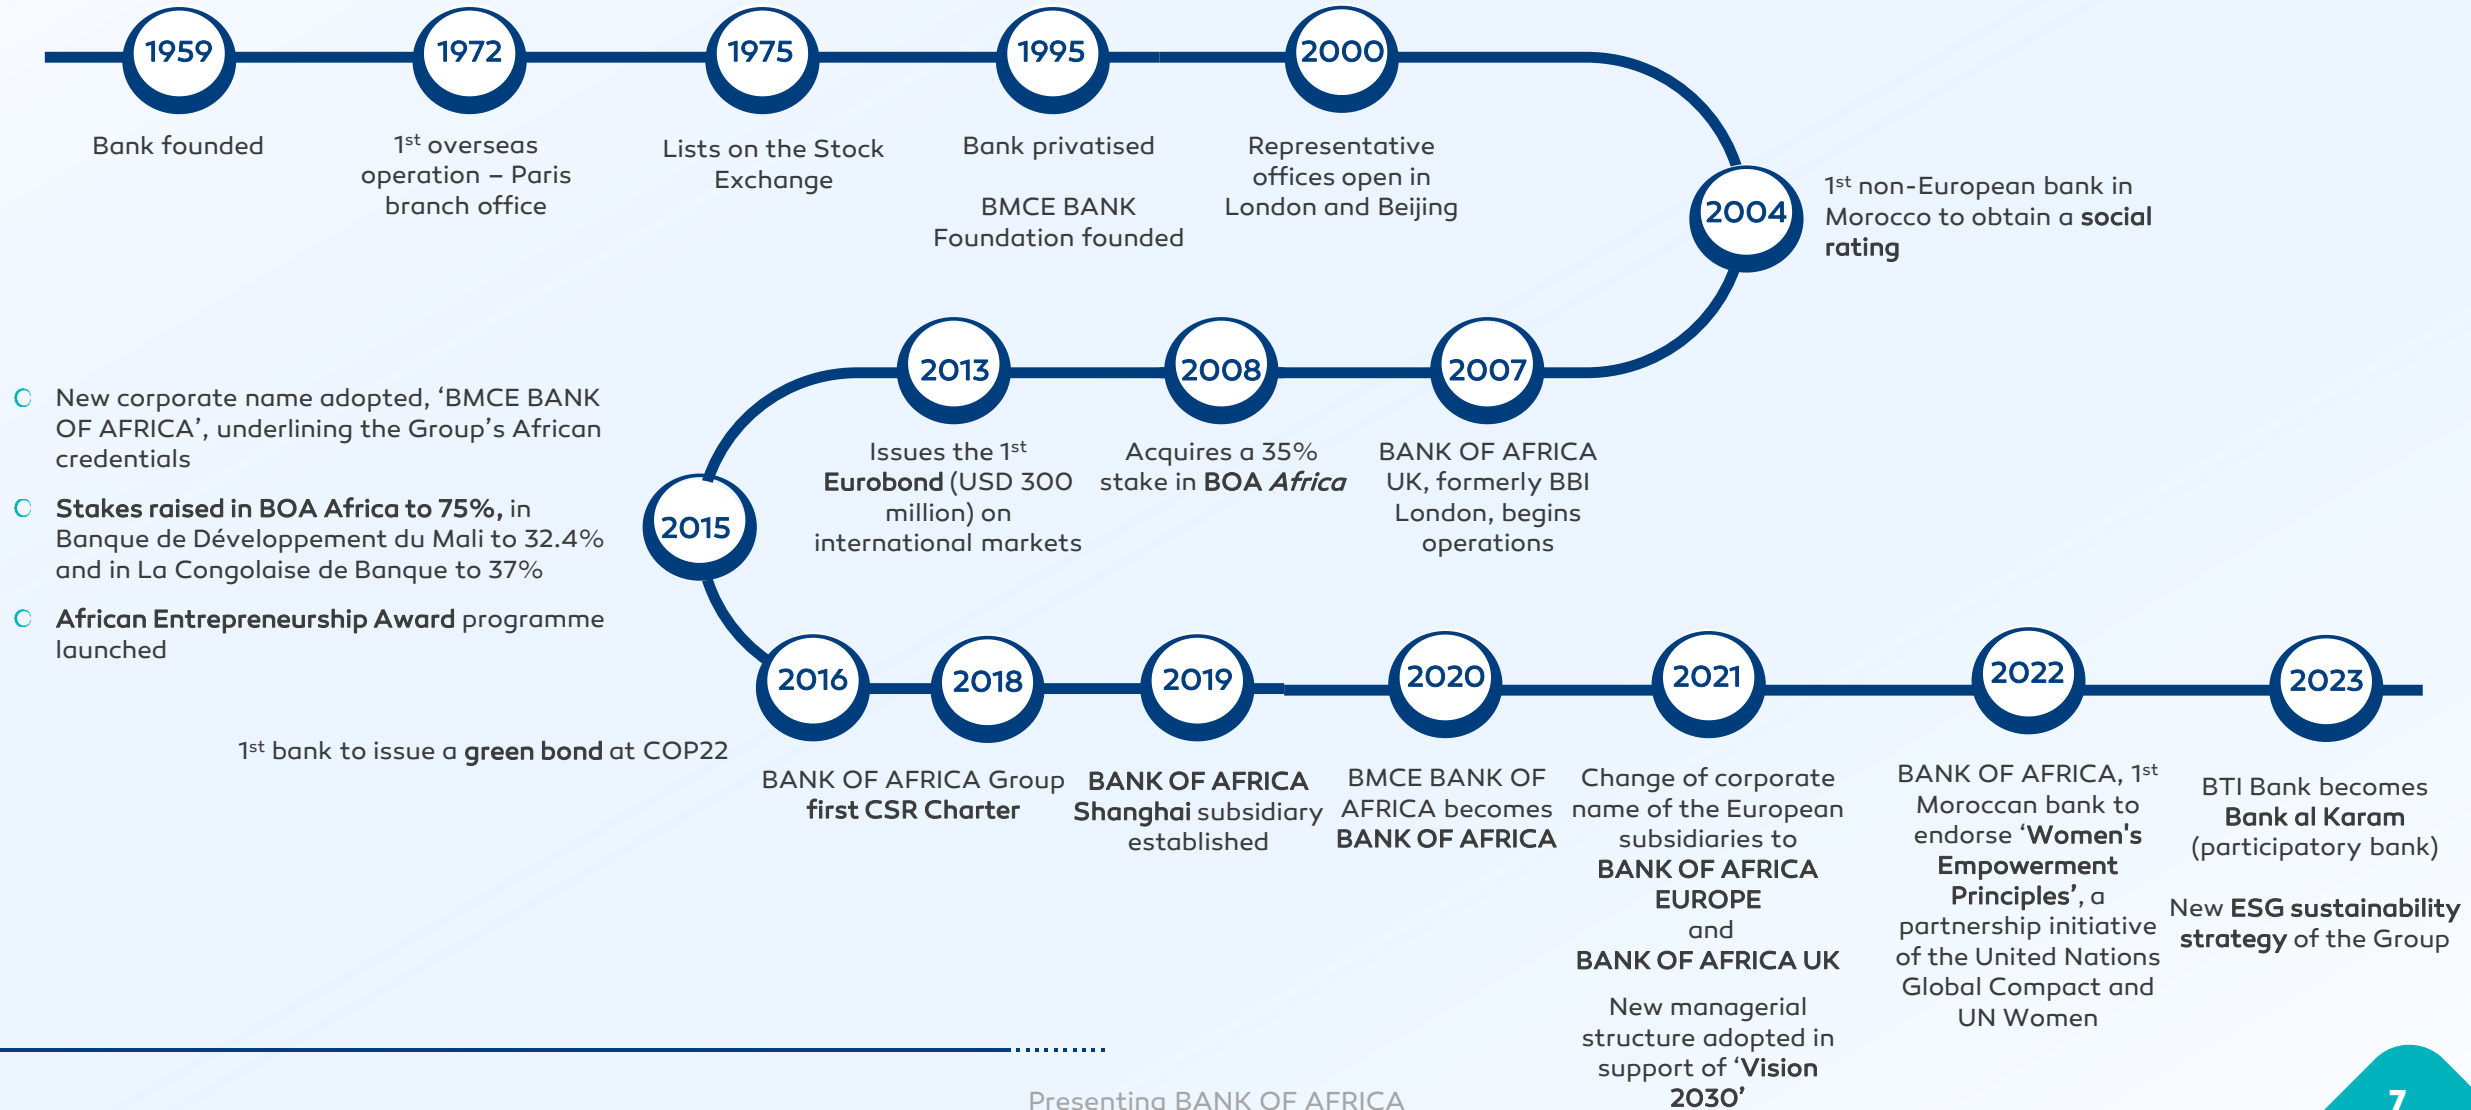 1959
Bank founded
1972
1st overseas
operation – Paris
branch office
1975
Lists on the Stock
Exchange
1995
Bank privatised
BMCE BANK
Foundation founded
2000
Representative
offices open in
London and Beijing
2004
1st non-European bank in
Morocco to obtain a social
rating
2007
BANK OF AFRICA
UK, formerly BBI
London, begins
operations
2008
Acquires a 35%
stake in BOA Africa
2013
Issues the 1st
Eurobond (USD 300
million) on
international markets
2015
New corporate name adopted, ‘BMCE BANK
OF AFRICA’, underlining the Group’s African
credentials
Stakes raised in BOA Africa to 75%, in
Banque de Développement du Mali to 32.4%
and in La Congolaise de Banque to 37%
African Entrepreneurship Award programme
launched
2016
1st bank to issue a green bond at COP22
2018
BANK OF AFRICA Group
first CSR Charter
2019
BANK OF AFRICA
Shanghai subsidiary
established
2020
BMCE BANK OF
AFRICA becomes
BANK OF AFRICA
2021
Change of corporate
name of the European
subsidiaries to
BANK OF AFRICA
EUROPE
and
BANK OF AFRICA UK
New managerial
structure adopted in
support of ‘Vision
2030’
2022
BANK OF AFRICA, 1st
Moroccan bank to
endorse ‘Women's
Empowerment
Principles’, a
partnership initiative
of the United Nations
Global Compact and
UN Women
2023
BTI Bank becomes
Bank al Karam
(participatory bank)
New ESG sustainability
strategy of the Group
Presenting BANK OF AFRICA
7